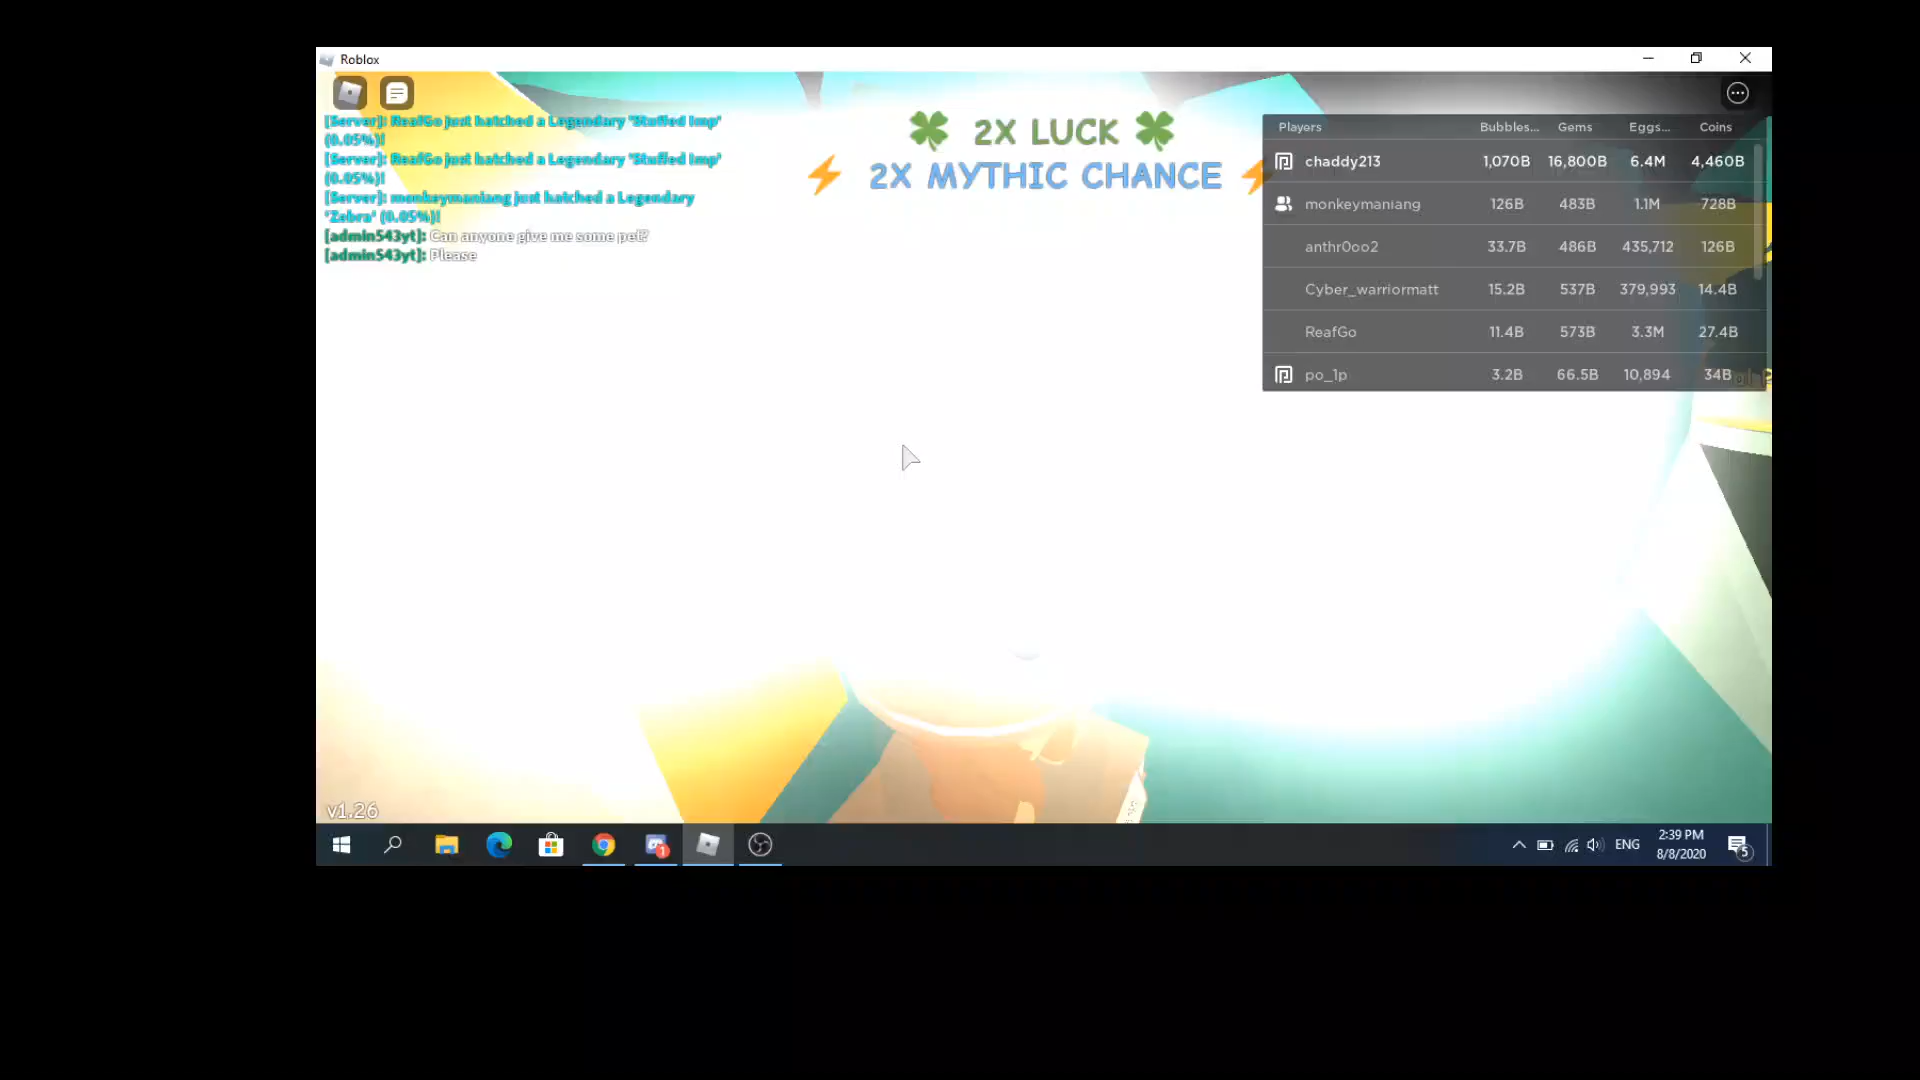 Roblox
[Server]: ReafGo just hatched a Legendary 'Stuffed Imp'
(0.05%)!
[Server]: ReafGo just hatched a Legendary 'Stuffed Imp'
(0.05%)!
[Server]: monkeymaniang just hatched a Legendary
'Zebra' (0.05%)!
[admin543yt]: Can anyone give me some pet?
[admin543yt]: Please
🍀 2X LUCK 🍀
⚡ 2X MYTHIC CHANCE ⚡
Players Bubbles... Gems Eggs... Coins
chaddy213 1,070B 16,800B 6.4M 4,460B
monkeymaniang 126B 483B 1.1M 728B
anthr0oo2 33.7B 486B 435,712 126B
Cyber_warriormatt 15.2B 537B 379,993 14.4B
ReafGo 11.4B 573B 3.3M 27.4B
po_1p 3.2B 66.5B 10,894 34B
v1.26
1
ENG
2:39 PM
8/8/2020
5